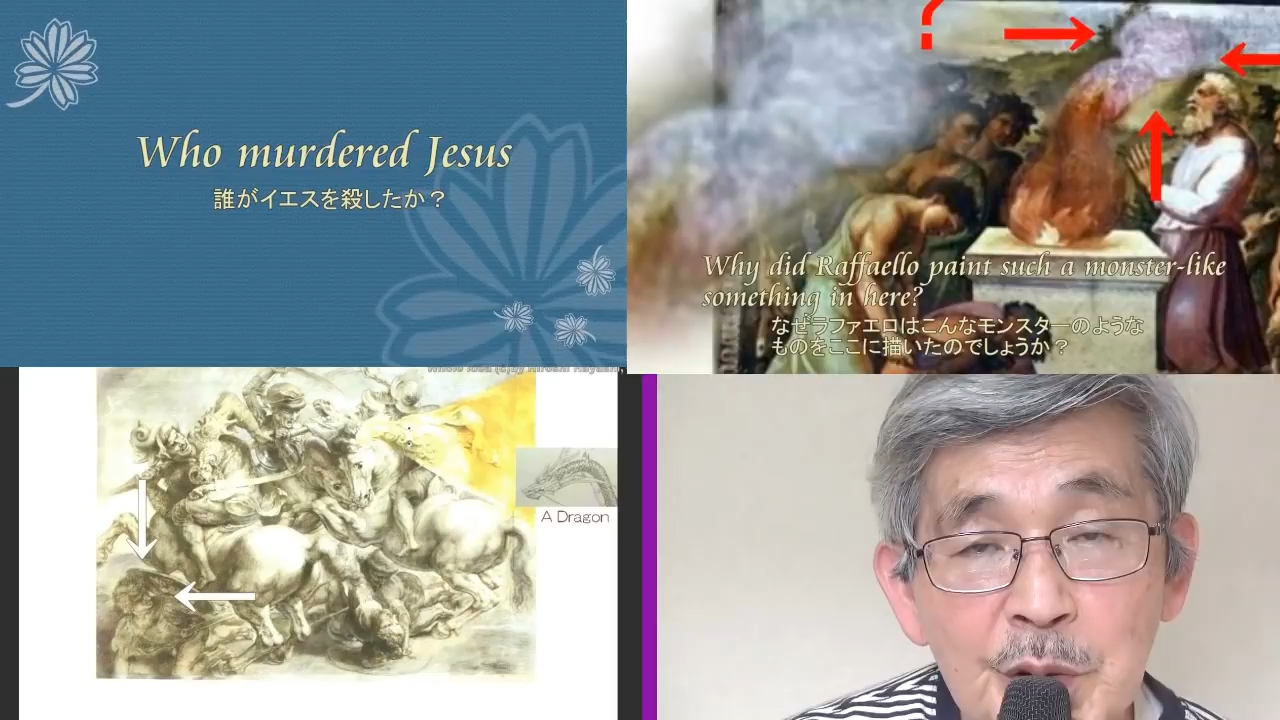 Who murdered Jesus
誰がイエスを殺したか？
Why did Raffaello paint such a monster-like
something in here?
なぜラファエロはこんなモンスターのような
ものをここに描いたのでしょうか？
A Dragon